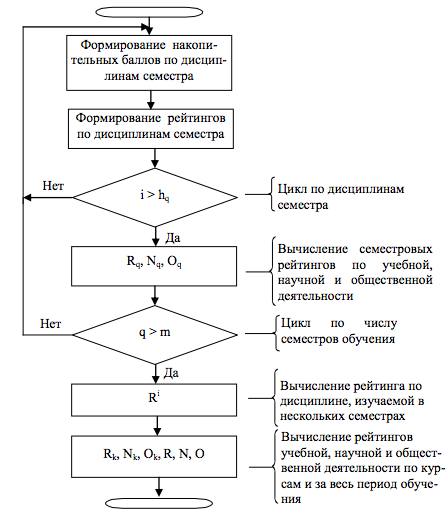 Формирование накопи-
тельных баллов по дисцип-
линам семестра
Формирование рейтингов
по дисциплинам семестра
Нет
i > hq
Цикл по дисциплинам
семестра
Да
Rq, Nq, Oq
Вычисление семестровых
рейтингов по учебной,
научной и общественной
деятельности
Нет
q > m
Цикл по числу
семестров обучения
Да
Ri
Вычисление рейтинга по
дисциплине, изучаемой в
нескольких семестрах
Rk, Nk, Ok, R, N, O
Вычисление рейтингов
учебной, научной и общест-
венной деятельности по кур-
сам и за весь период обуче-
ния